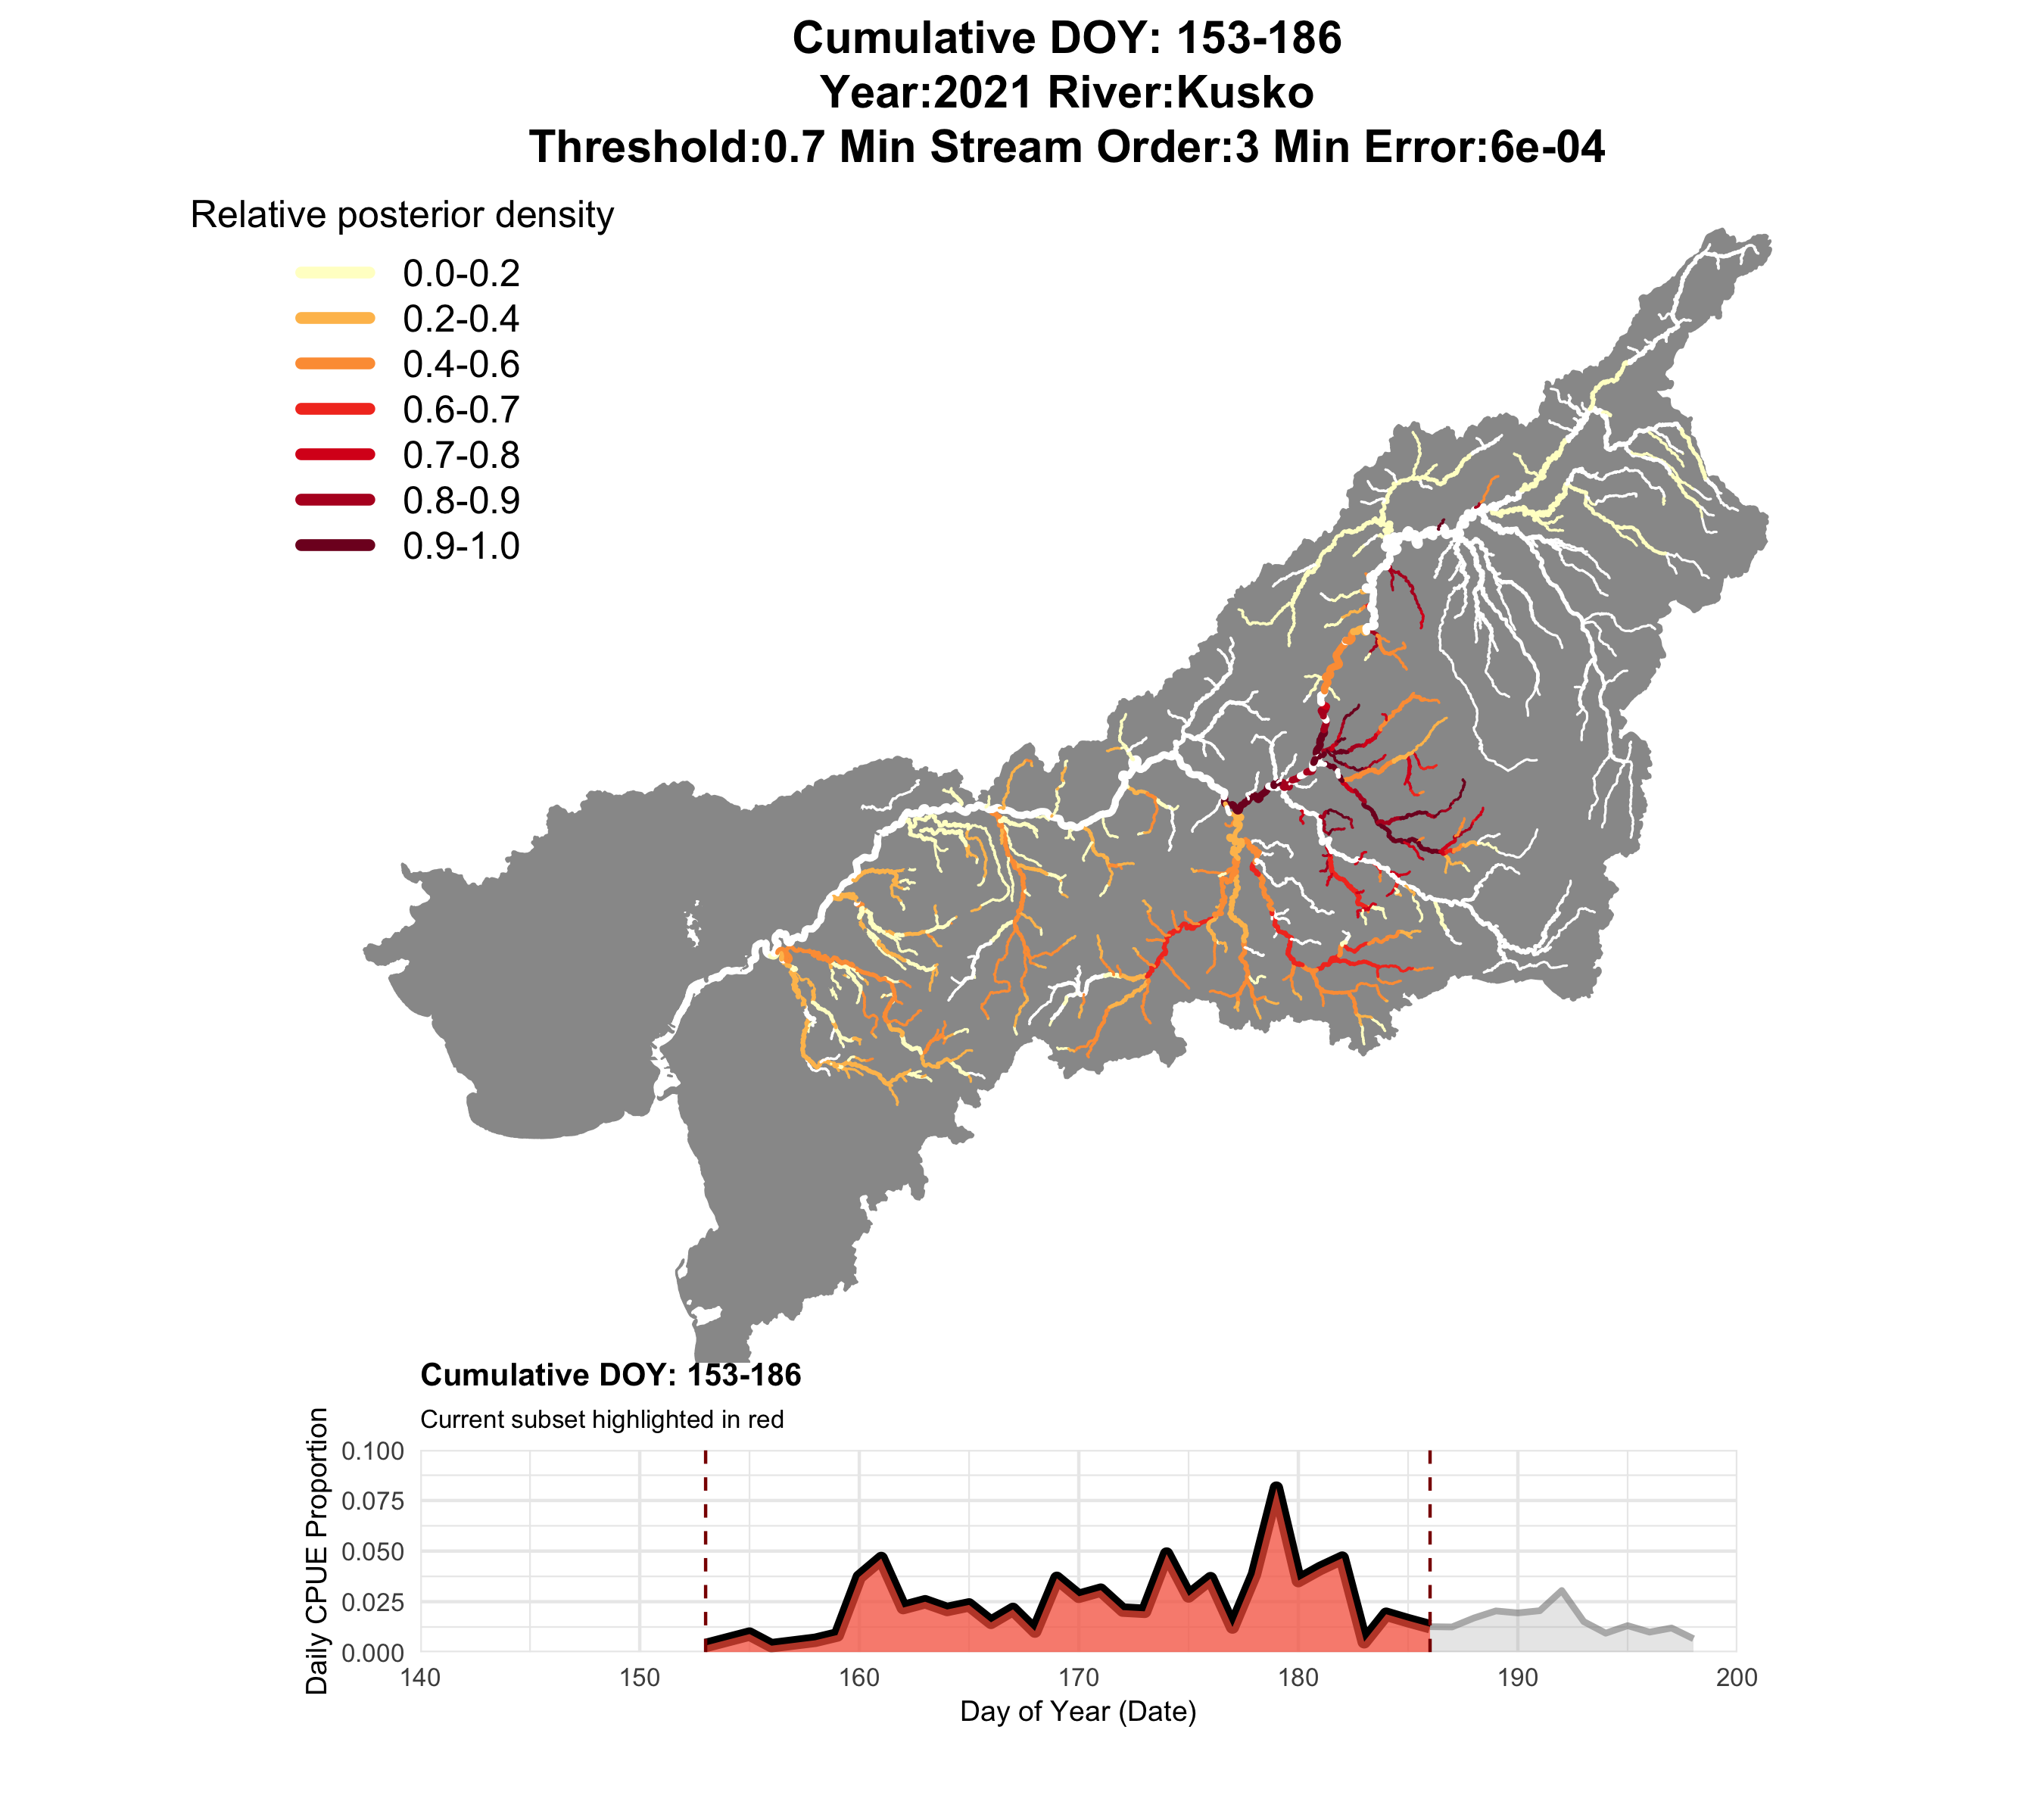 Cumulative DOY: 153-186
Year:2021 River:Kusko
Threshold:0.7 Min Stream Order:3 Min Error:6e-04
Relative posterior density
0.0-0.2
0.2-0.4
0.4-0.6
0.6-0.7
0.7-0.8
0.8-0.9
0.9-1.0
Cumulative DOY: 153-186
Current subset highlighted in red
Daily CPUE Proportion
0.100
0.075
0.050
0.025
0.000
140 150 160 170 180 190 200
Day of Year (Date)